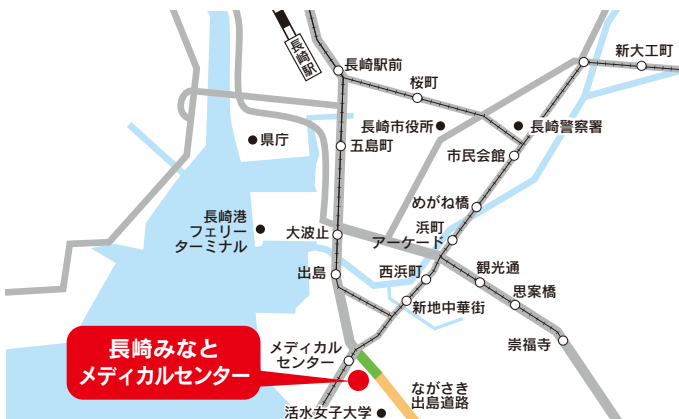 長崎駅
長崎駅前
新大工町
桜町
長崎市役所
長崎警察署
県庁
五島町
市民会館
めがね橋
長崎港
フェリー
ターミナル
大波止
浜町
アーケード
出島
西浜町
観光通
思案橋
新地中華街
崇福寺
長崎みなと
メディカルセンター
メディカル
センター
ながさき
出島道路
活水女子大学